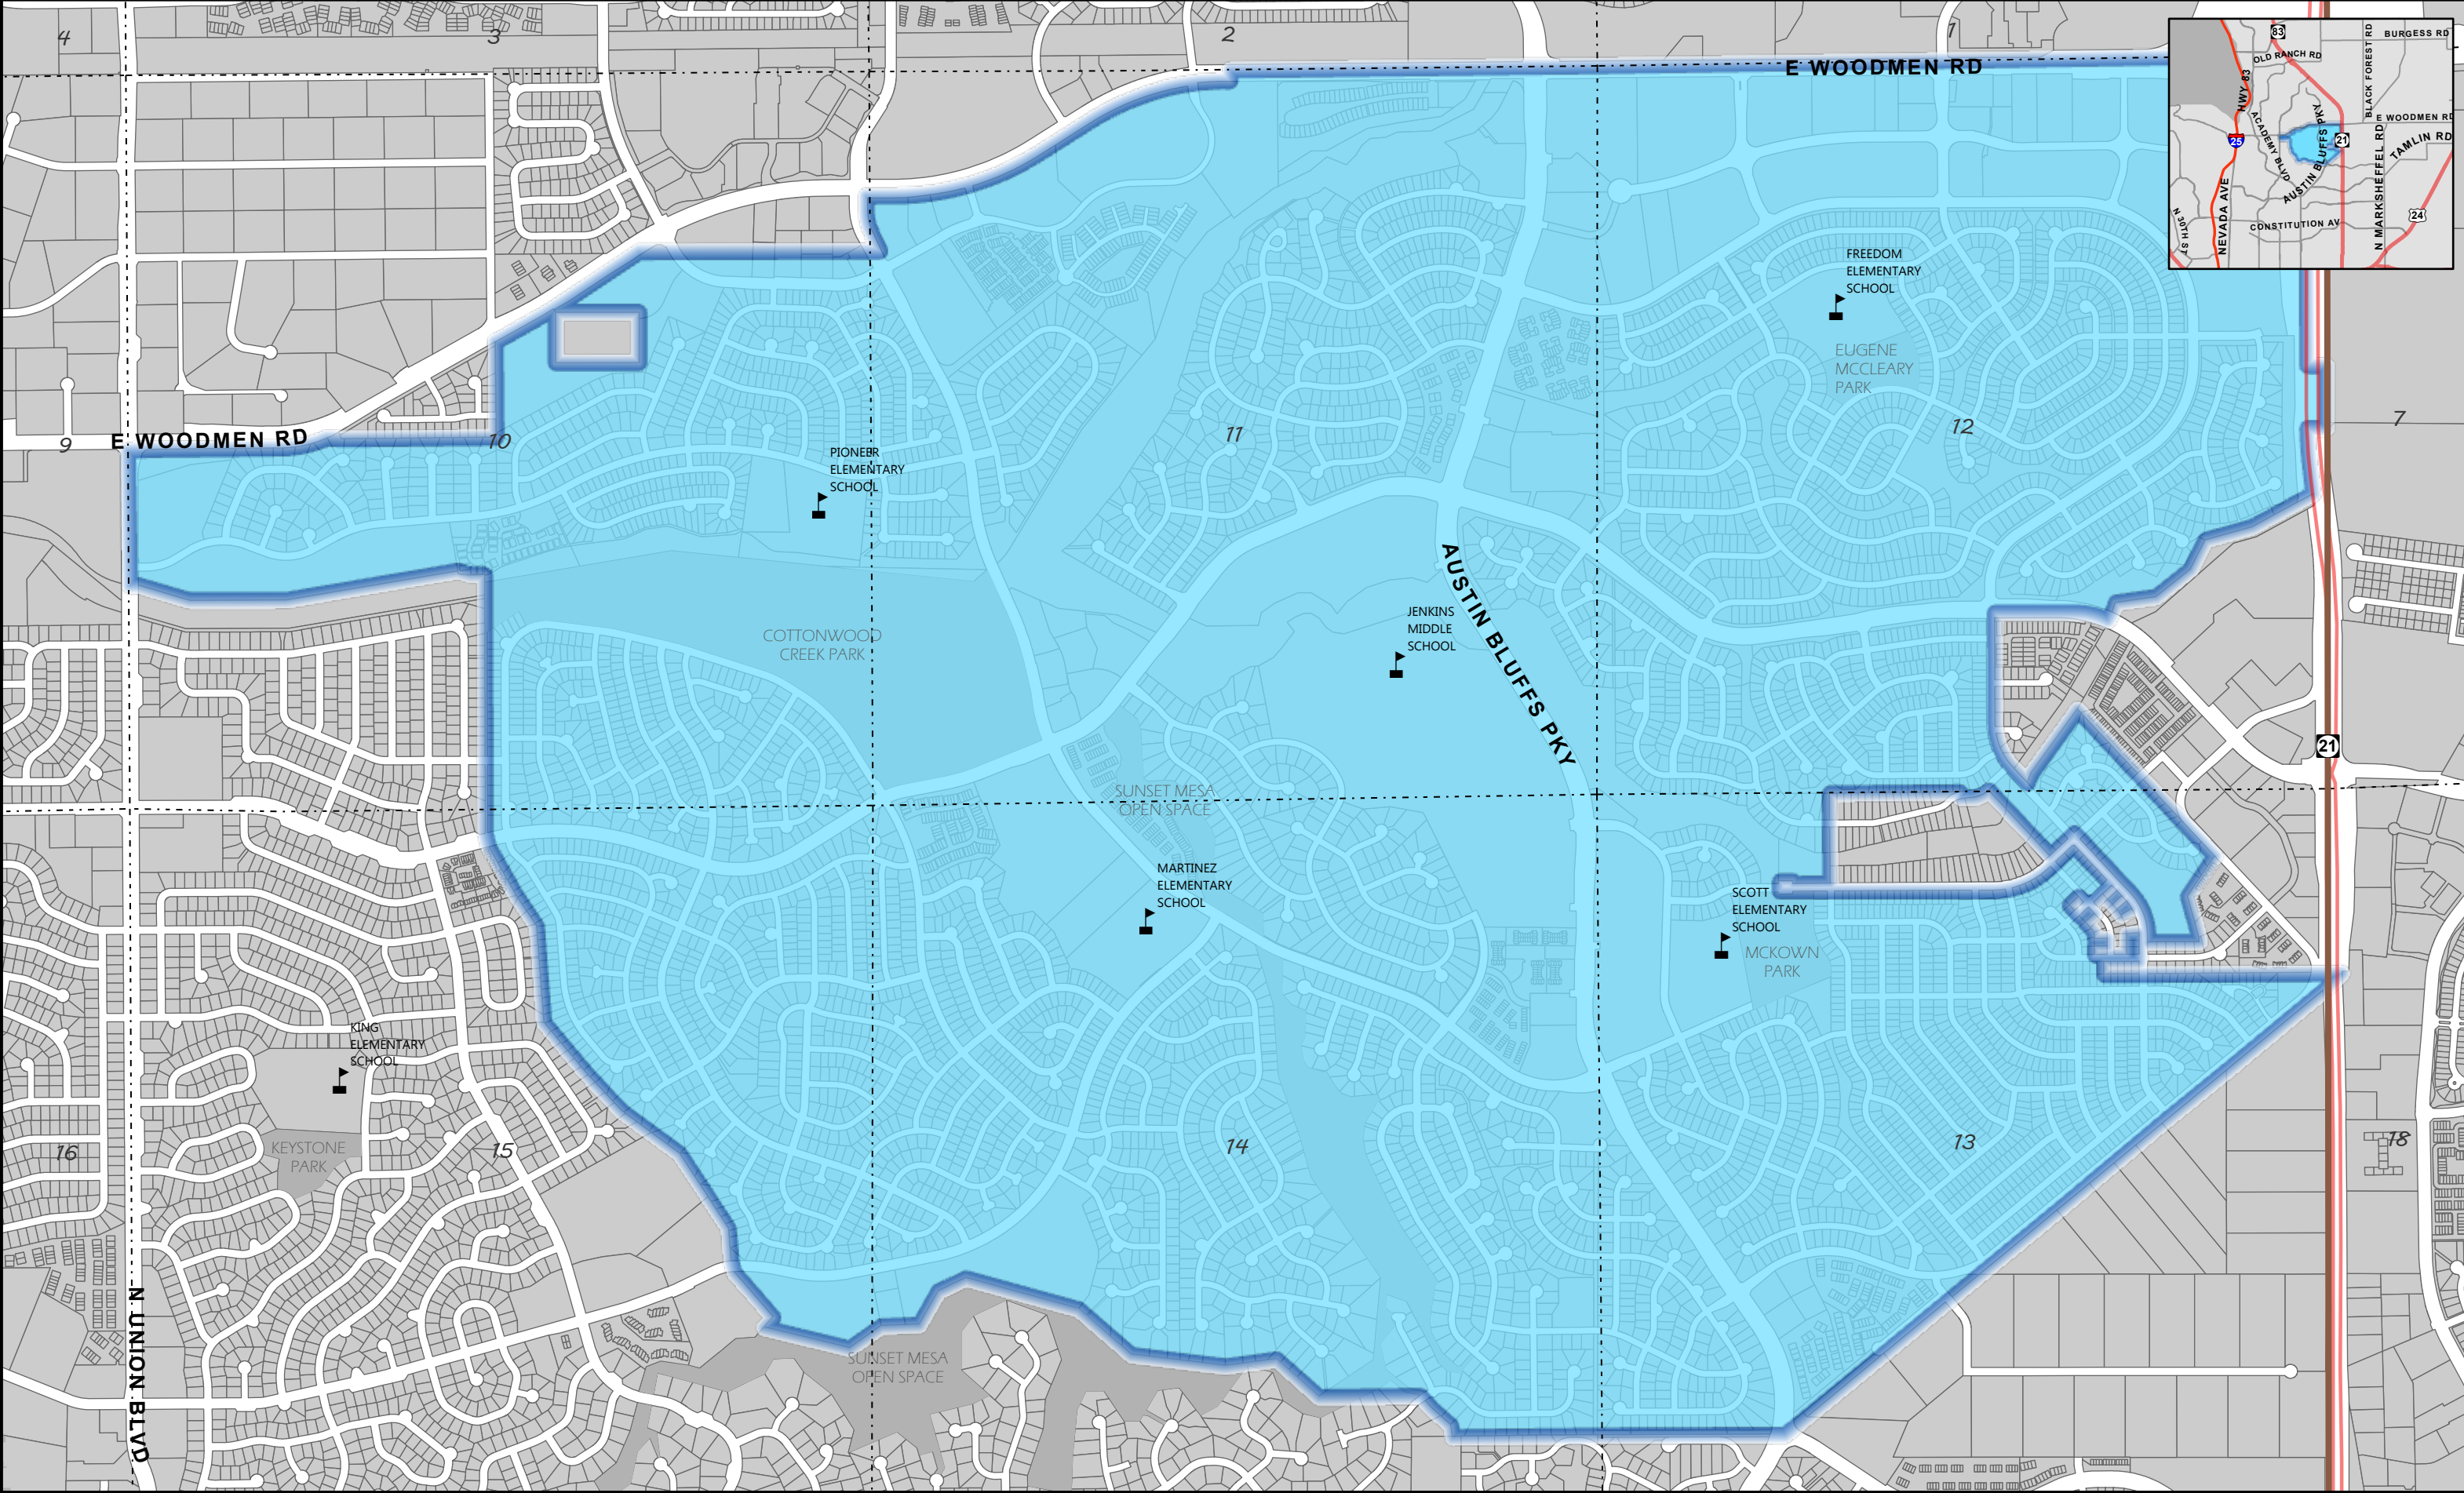 4
3
2
1
E WOODMEN RD
83
BURGESS RD
OLD RANCH RD
BLACK FOREST RD
HWY 83
ACADEMY BLVD
AUSTIN BLUFFS PKY
E WOODMEN RD
25
21
TAMLIN RD
N MARKSHEFFEL RD
NEVADA AVE
N 30TH ST
CONSTITUTION AV
24
FREEDOM
ELEMENTARY
SCHOOL
EUGENE
MCCLEARY
PARK
9
E WOODMEN RD
10
11
12
7
PIONEER
ELEMENTARY
SCHOOL
AUSTIN BLUFFS PKY
JENKINS
MIDDLE
SCHOOL
COTTONWOOD
CREEK PARK
21
SUNSET MESA
OPEN SPACE
MARTINEZ
ELEMENTARY
SCHOOL
SCOTT
ELEMENTARY
SCHOOL
MCKOWN
PARK
KING
ELEMENTARY
SCHOOL
KEYSTONE
PARK
16
15
14
13
18
N UNION BLVD
SUNSET MESA
OPEN SPACE